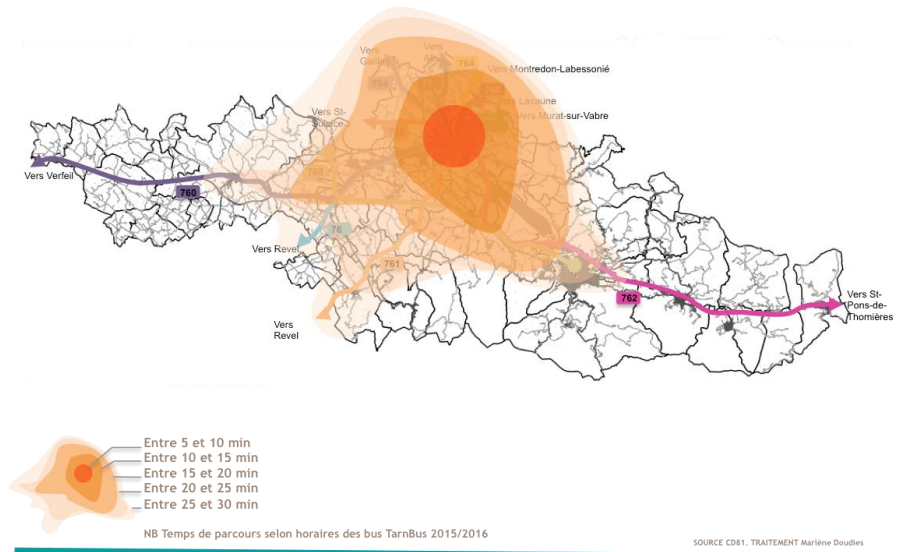 Vers
Gaillac
Vers
764
Vers Montredon-Labessonié
Vers Lacaune
Vers Murat-sur-Vabre
Vers St-
Sulpice
Vers Verfeil
760
703
76
Vers Revel
761
762
Vers St-
Pons-de-
Thomières
Vers
Revel
Entre 5 et 10 min
Entre 10 et 15 min
Entre 15 et 20 min
Entre 20 et 25 min
Entre 25 et 30 min
NB Temps de parcours selon horaires des bus TarnBus 2015/2016
SOURCE CD81. TRAITEMENT Marlène Doudies